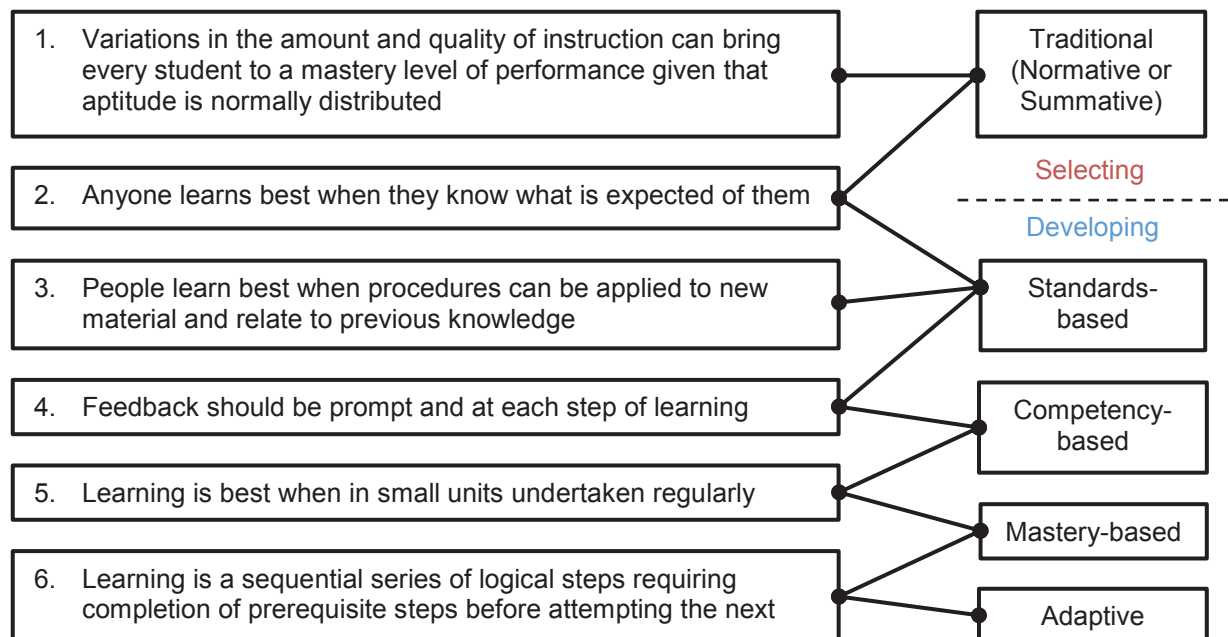 1. Variations in the amount and quality of instruction can bring
every student to a mastery level of performance given that
aptitude is normally distributed
Traditional
(Normative or
Summative)
Selecting
2. Anyone learns best when they know what is expected of them
Developing
3. People learn best when procedures can be applied to new
material and relate to previous knowledge
Standards-
based
4. Feedback should be prompt and at each step of learning
Competency-
based
5. Learning is best when in small units undertaken regularly
Mastery-based
6. Learning is a sequential series of logical steps requiring
completion of prerequisite steps before attempting the next
Adaptive